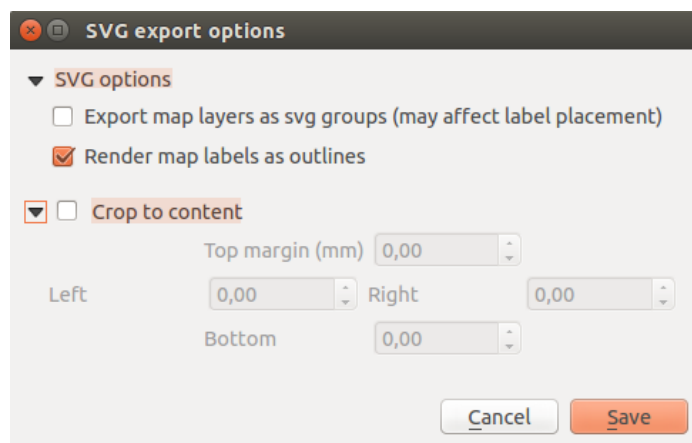 SVG export options
SVG options
Export map layers as svg groups (may affect label placement)
Render map labels as outlines
Crop to content
Top margin (mm) 0,00
Left 0,00 Right 0,00
Bottom 0,00
Cancel Save